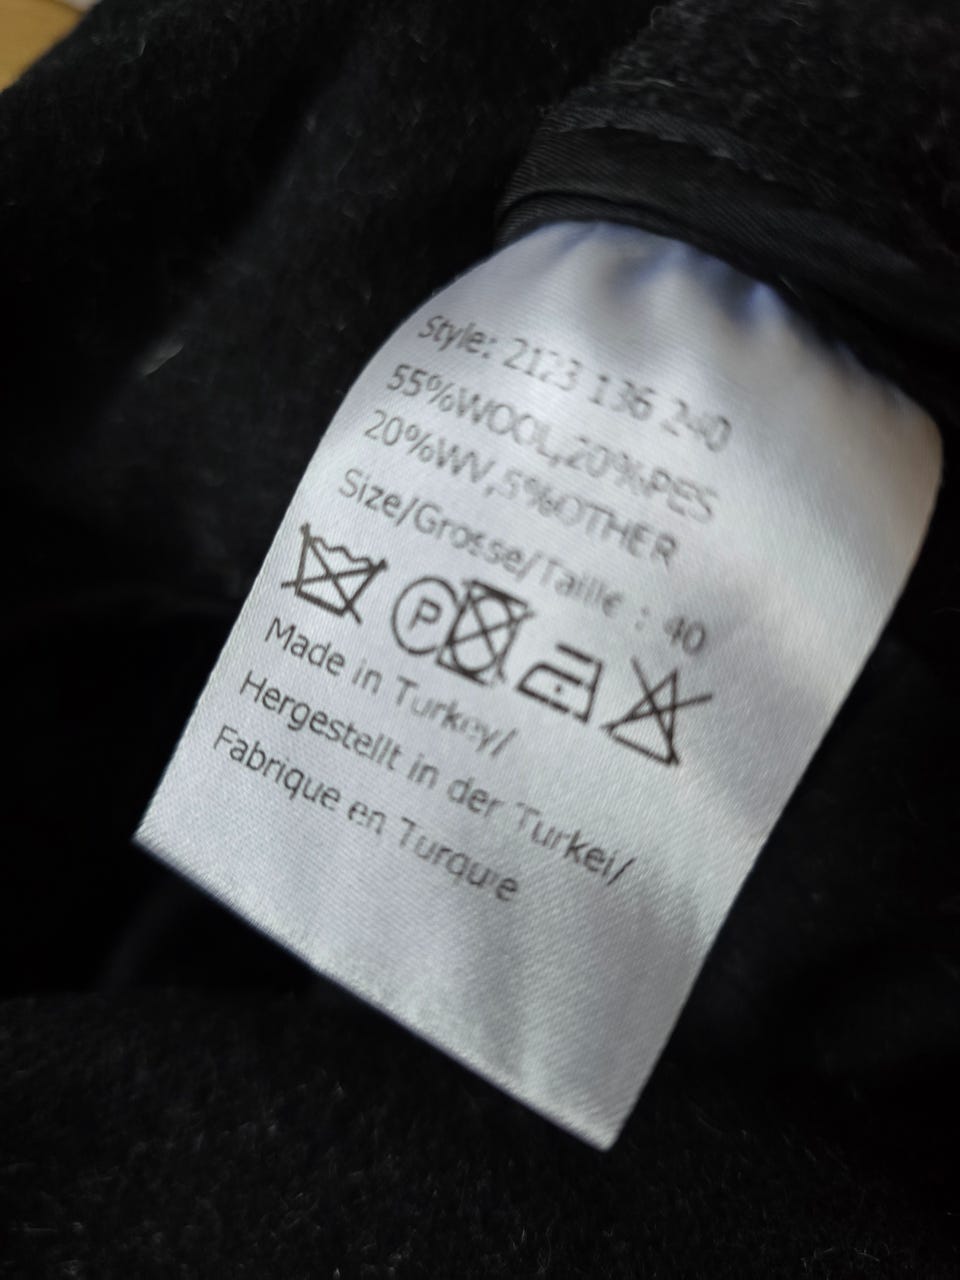 Style: 2123 136 240
55%WOOL,20%PES
20%WV,5%OTHER
Size/Grosse/Taille : 40
P
Made in Turkey/
Hergestellt in der Turkei/
Fabrique en Turquie